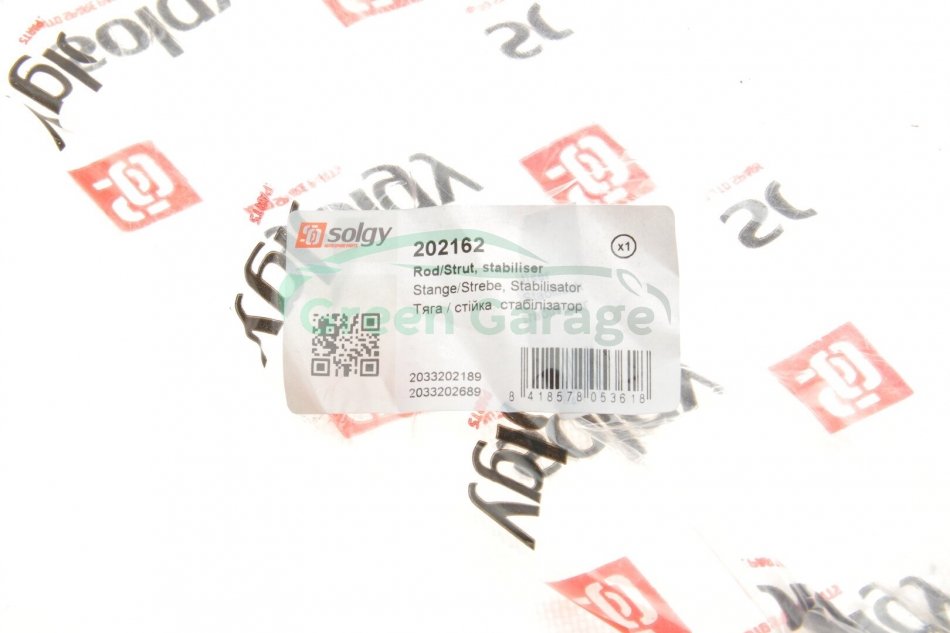 solgy
202162
x1
Rod/Strut, stabiliser
Stange/Strebe, Stabilisator
Тяга / стійка стабілізатор
Green Garage
2033202189
2033202689
8 418578 053618